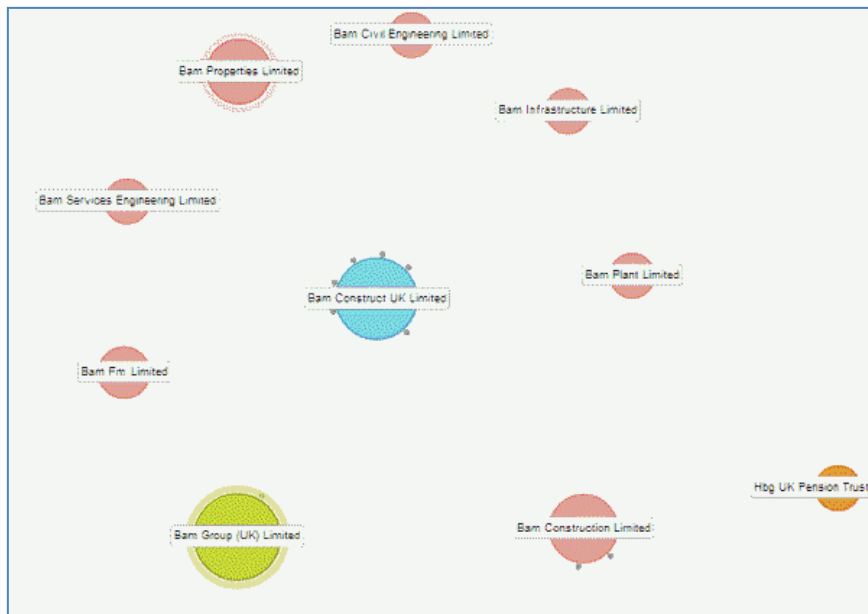 Bam Civil Engineering Limited
Bam Properties Limited
Bam Infrastructure Limited
Bam Services Engineering Limited
Bam Plant Limited
Bam Construct UK Limited
Bam Fm Limited
Hbg UK Pension Trust
Bam Construction Limited
Bam Group (UK) Limited